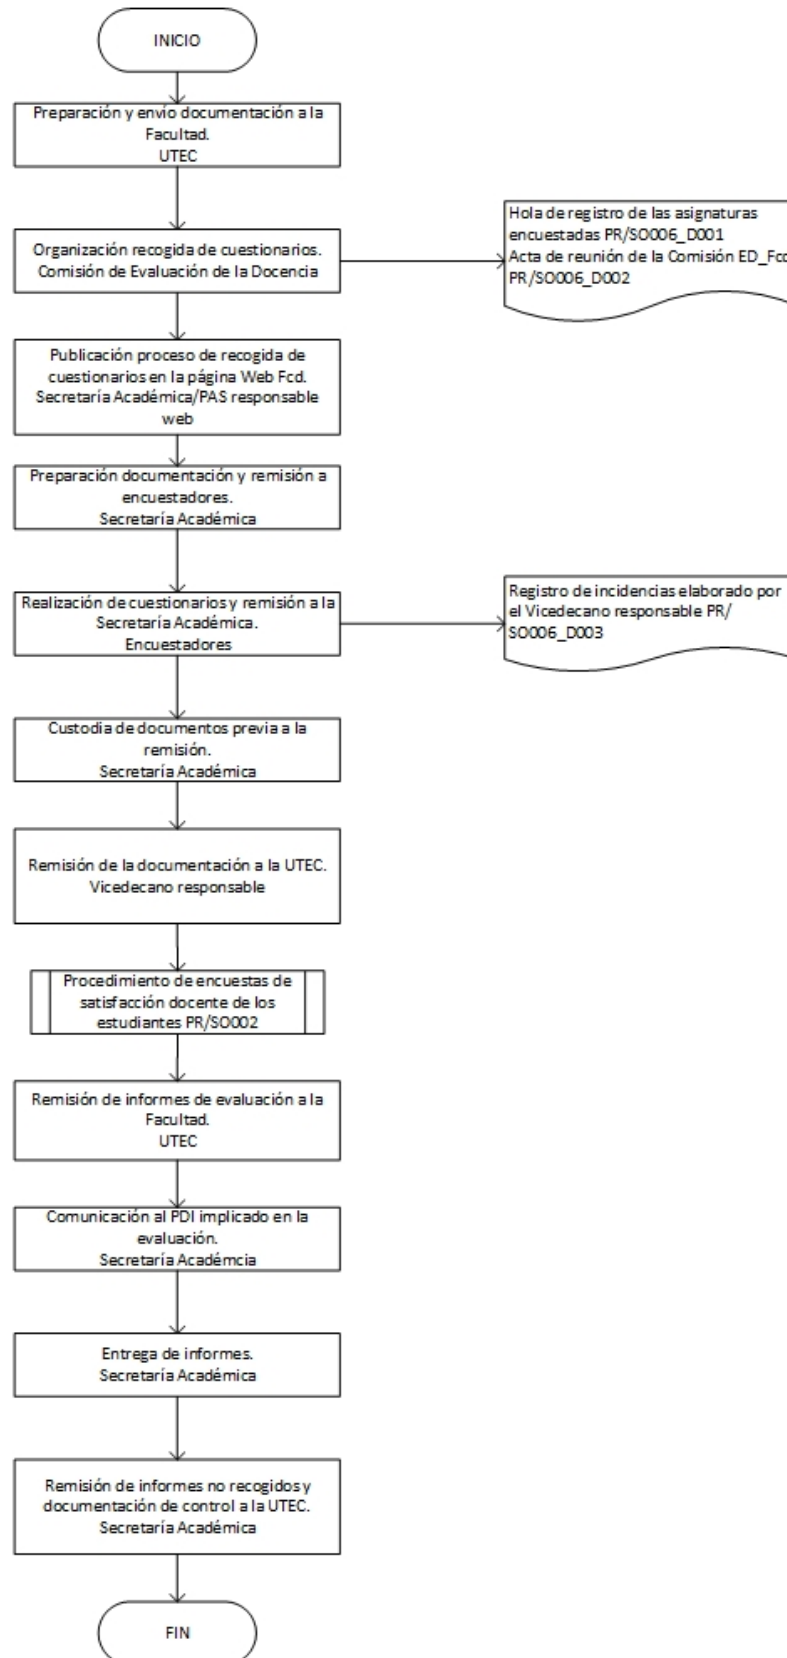 INICIO
Preparación y envío documentación a la
Facultad.
UTEC
Organización recogida de cuestionarios.
Comisión de Evaluación de la Docencia
Hola de registro de las asignaturas
encuestadas PR/SO006_D001
Acta de reunión de la Comisión ED_Fcd
PR/SO006_D002
Publicación proceso de recogida de
cuestionarios en la página Web Fcd.
Secretaría Académica/PAS responsable
web
Preparación documentación y remisión a
encuestadores.
Secretaría Académica
Realización de cuestionarios y remisión a la
Secretaría Académica.
Encuestadores
Registro de incidencias elaborado por
el Vicedecano responsable PR/
SO006_D003
Custodia de documentos previa a la
remisión.
Secretaría Académica
Remisión de la documentación a la UTEC.
Vicedecano responsable
Procedimiento de encuestas de
satisfacción docente de los
estudiantes PR/SO002
Remisión de informes de evaluación a la
Facultad.
UTEC
Comunicación al PDI implicado en la
evaluación.
Secretaría Académcia
Entrega de informes.
Secretaría Académica
Remisión de informes no recogidos y
documentación de control a la UTEC.
Secretaría Académica
FIN